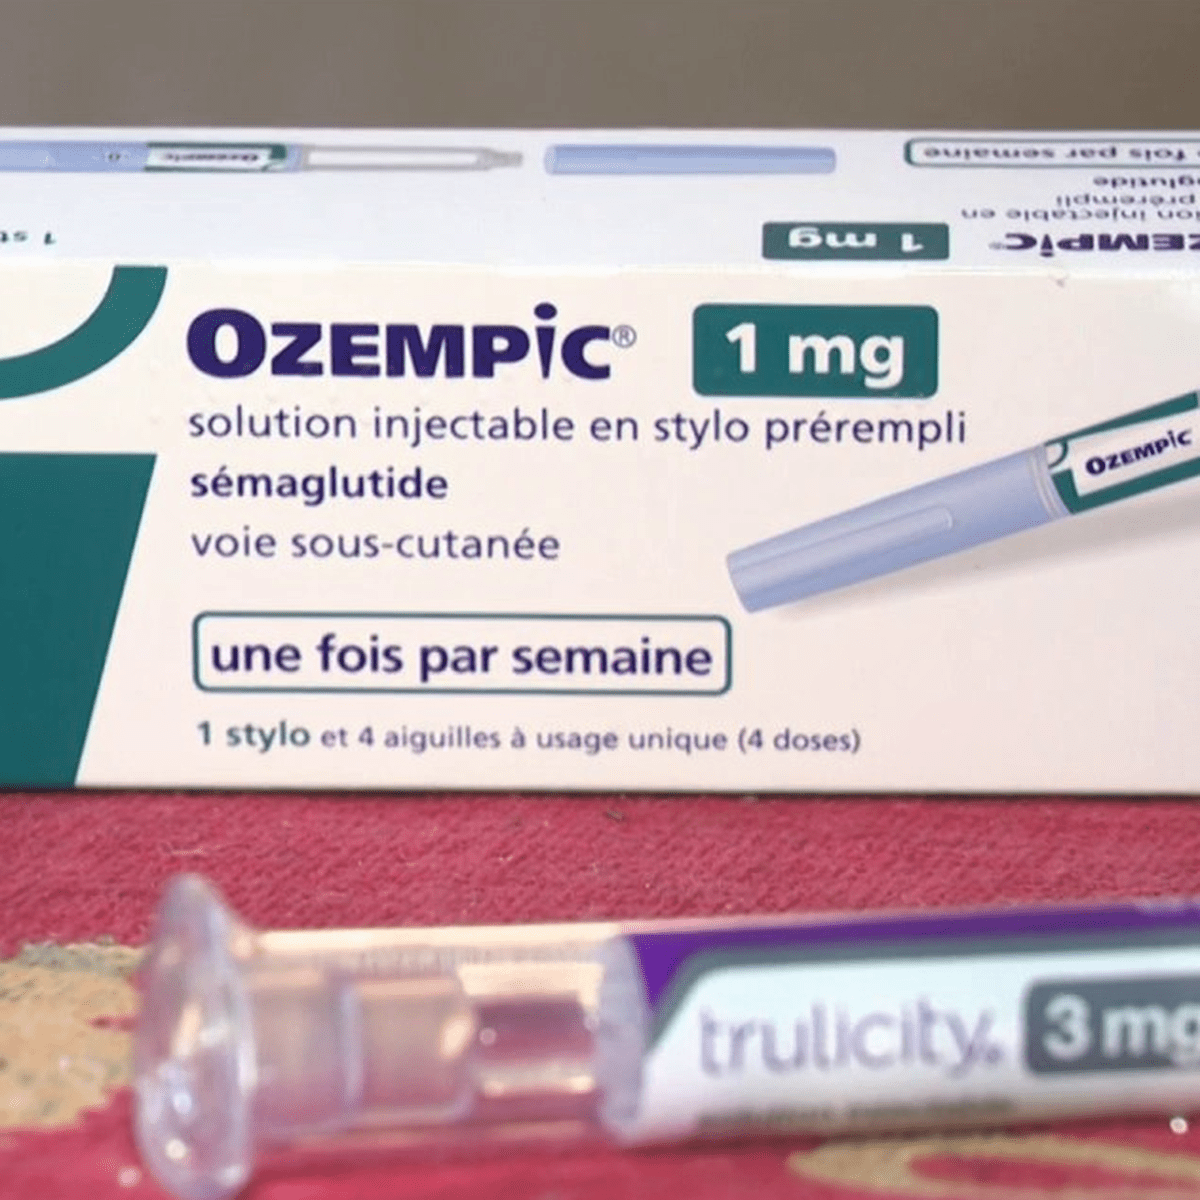 Ozempic
fois par semaine
1 mg
OZEMPIC® 1 mg
solution injectable en stylo prérempli
sémaglutide
voie sous-cutanée
OZEMPIC
une fois par semaine
1 stylo et 4 aiguilles à usage unique (4 doses)
trulicity® 3 mg